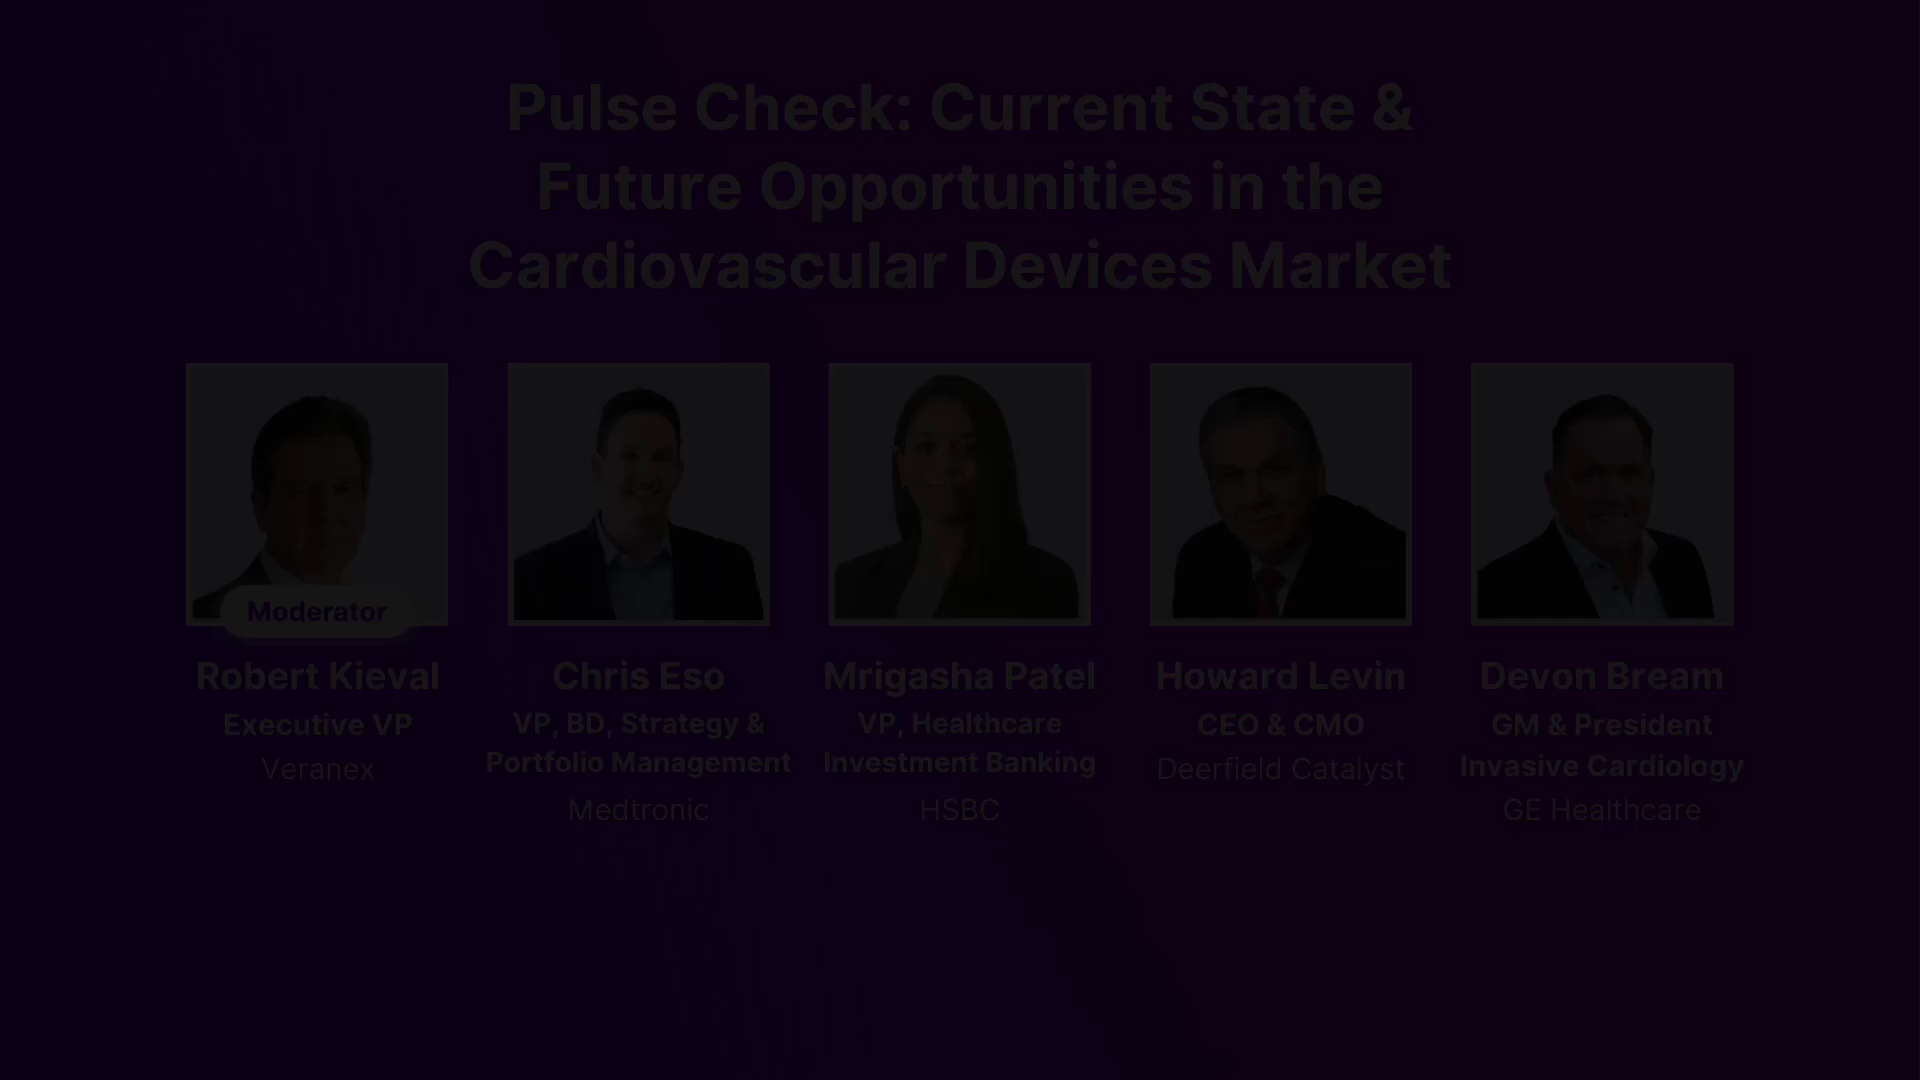 Pulse Check: Current State &
Future Opportunities in the
Cardiovascular Devices Market
Moderator
Robert Kieval
Executive VP
Veranex
Chris Eso
VP, BD, Strategy &
Portfolio Management
Medtronic
Mrigasha Patel
VP, Healthcare
Investment Banking
HSBC
Howard Levin
CEO & CMO
Deerfield Catalyst
Devon Bream
GM & President
Invasive Cardiology
GE Healthcare